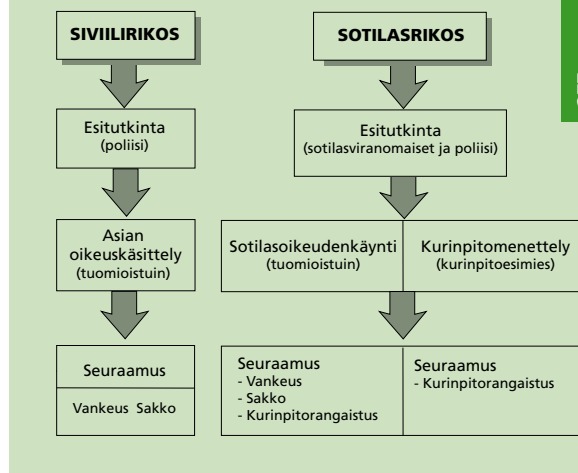 SIVIILIRIKOS
Esitutkinta
(poliisi)
Asian
oikeuskäsittely
(tuomioistuin)
Seuraamus
Vankeus Sakko
SOTILASRIKOS
Esitutkinta
(sotilasviranomaiset ja poliisi)
Sotilasoikeudenkäynti
(tuomioistuin)
Kurinpitomenettely
(kurinpitoesimies)
Seuraamus
- Vankeus
- Sakko
- Kurinpitorangaistus
Seuraamus
- Kurinpitorangaistus